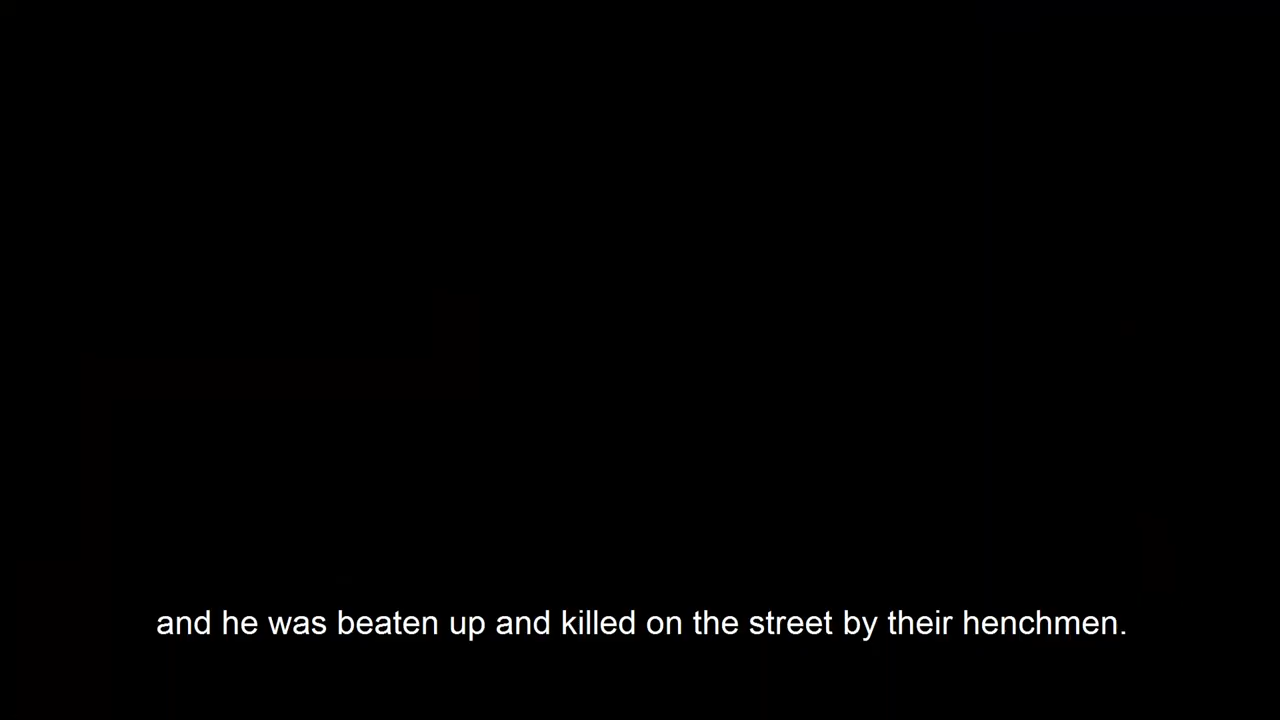 and he was beaten up and killed on the street by their henchmen.